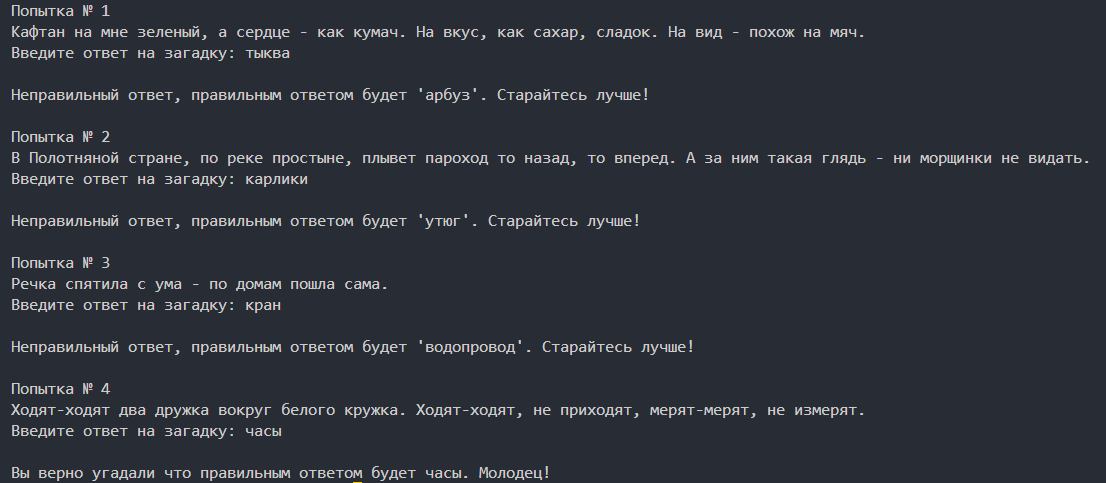 Попытка № 1
Кафтан на мне зеленый, а сердце - как кумач. На вкус, как сахар, сладок. На вид - похож на мяч.
Введите ответ на загадку: тыква
Неправильный ответ, правильным ответом будет 'арбуз'. Старайтесь лучше!
Попытка № 2
В Полотняной стране, по реке простыне, плывет пароход то назад, то вперед. А за ним такая глядь - ни морщинки не видать.
Введите ответ на загадку: карлики
Неправильный ответ, правильным ответом будет 'утюг'. Старайтесь лучше!
Попытка № 3
Речка спятила с ума - по домам пошла сама.
Введите ответ на загадку: кран
Неправильный ответ, правильным ответом будет 'водопровод'. Старайтесь лучше!
Попытка № 4
Ходят-ходят два дружка вокруг белого кружка. Ходят-ходят, не приходят, мерят-мерят, не измерят.
Введите ответ на загадку: часы
Вы верно угадали что правильным ответом будет часы. Молодец!